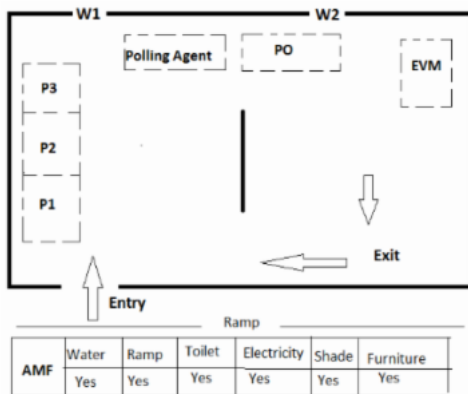 W1 W2
Polling Agent PO EVM
P3
P2
P1
Exit
Entry
Ramp
AMF Water Ramp Toilet Electricity Shade Furniture
Yes Yes Yes Yes Yes Yes